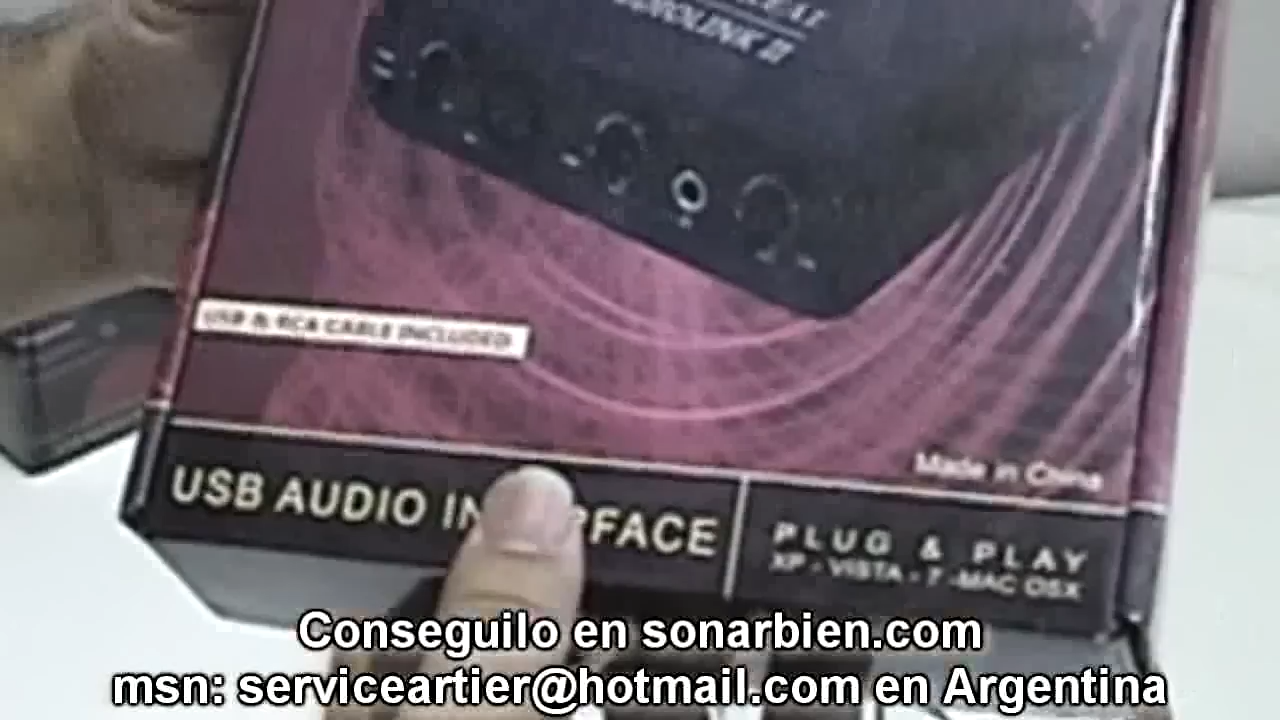 USB & RCA CABLE INCLUDED
Made in China
USB AUDIO IN RFACE
PLUG & PLAY
XP - VISTA - 7 - MAC OSX
Conseguilo en sonarbien.com
msn: serviceartier@hotmail.com en Argentina